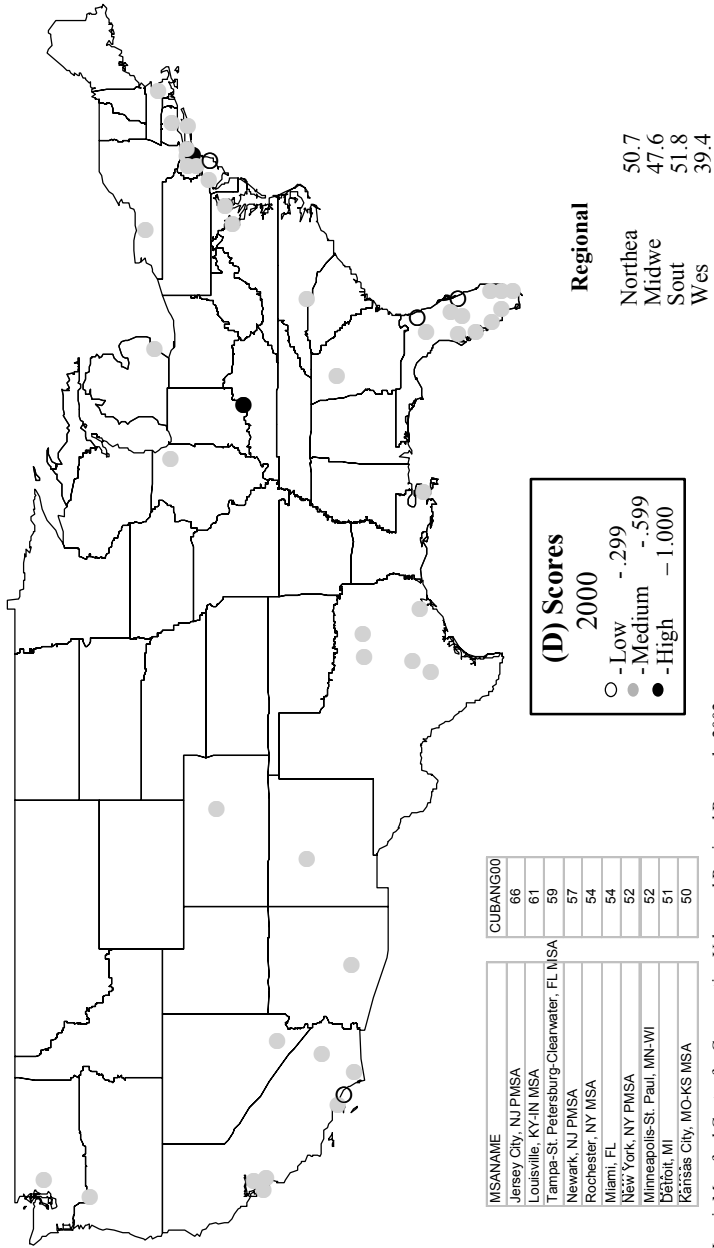 (D) Scores
2000
-Low -.299
-Medium -.599
-High –1.000
Regional
Northea 50.7
Midwe 47.6
Sout 51.8
Wes 39.4
MSANAME CUBANG00
Jersey City, NJ PMSA 66
Louisville, KY-IN MSA 61
Tampa-St. Petersburg-Clearwater, FL MSA 59
Newark, NJ PMSA 57
Rochester, NY MSA 54
Miami, FL 54
New York, NY PMSA 52
Minneapolis-St. Paul, MN-WI 52
Detroit, MI 51
Kansas City, MO-KS MSA 50